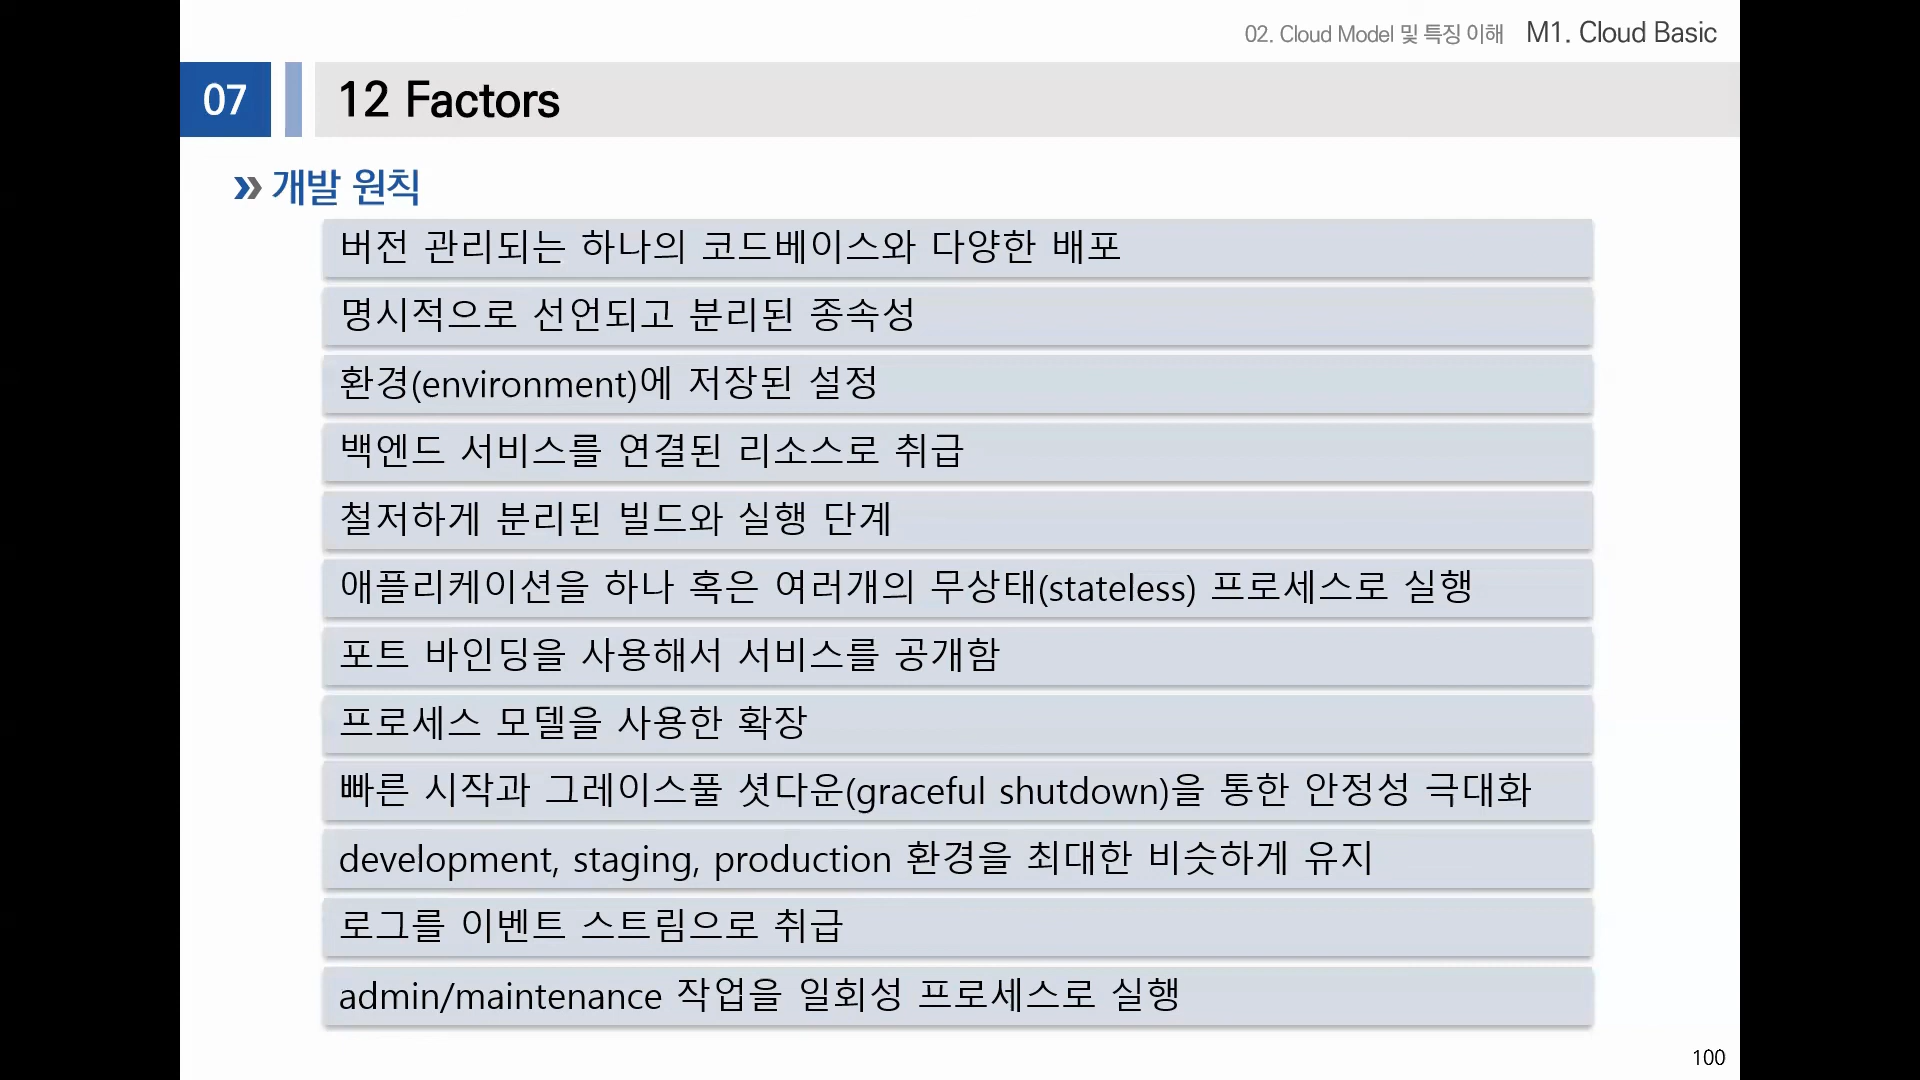 02. Cloud Model 및 특징 이해 M1. Cloud Basic
07 12 Factors
개발 원칙
버전 관리되는 하나의 코드베이스와 다양한 배포
명시적으로 선언되고 분리된 종속성
환경(environment)에 저장된 설정
백엔드 서비스를 연결된 리소스로 취급
철저하게 분리된 빌드와 실행 단계
애플리케이션을 하나 혹은 여러개의 무상태(stateless) 프로세스로 실행
포트 바인딩을 사용해서 서비스를 공개함
프로세스 모델을 사용한 확장
빠른 시작과 그레이스풀 셧다운(graceful shutdown)을 통한 안정성 극대화
development, staging, production 환경을 최대한 비슷하게 유지
로그를 이벤트 스트림으로 취급
admin/maintenance 작업을 일회성 프로세스로 실행
100